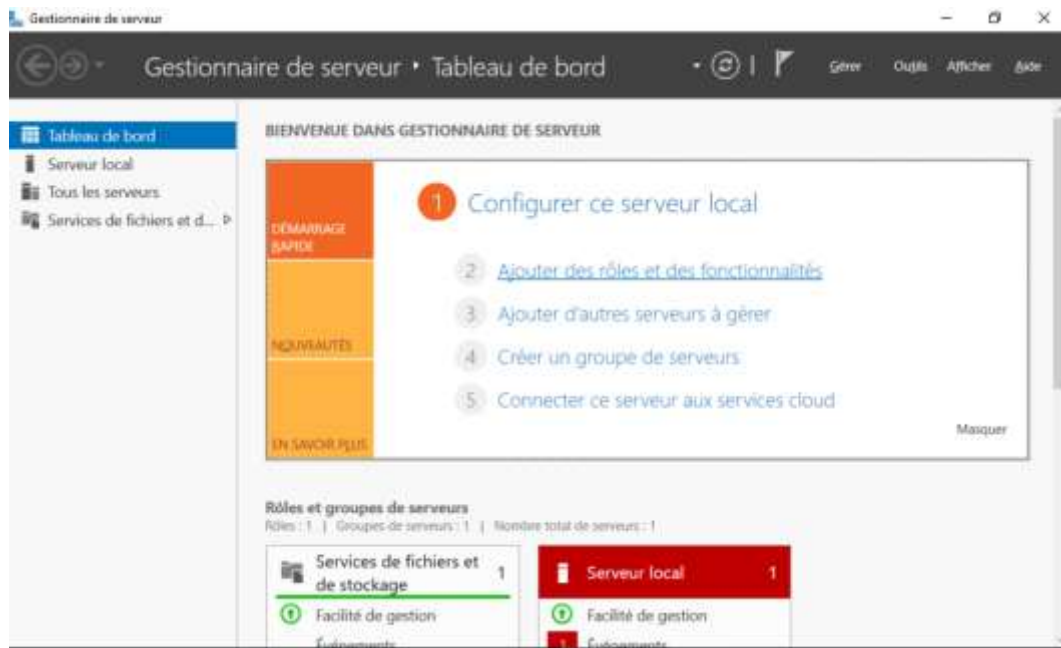 Gestionnaire de serveur
Gestionnaire de serveur • Tableau de bord
Gérer Outils Afficher Aide
Tableau de bord
Serveur local
Tous les serveurs
Services de fichiers et d...
BIENVENUE DANS GESTIONNAIRE DE SERVEUR
DÉMARRAGE
RAPIDE
NOUVEAUTÉS
EN SAVOIR PLUS
1 Configurer ce serveur local
2 Ajouter des rôles et des fonctionnalités
3 Ajouter d'autres serveurs à gérer
4 Créer un groupe de serveurs
5 Connecter ce serveur aux services cloud
Masquer
Rôles et groupes de serveurs
Rôles : 1 | Groupes de serveurs : 1 | Nombre total de serveurs : 1
Services de fichiers et
de stockage
1
Facilité de gestion
Événements
Serveur local 1
Facilité de gestion
1 Événements